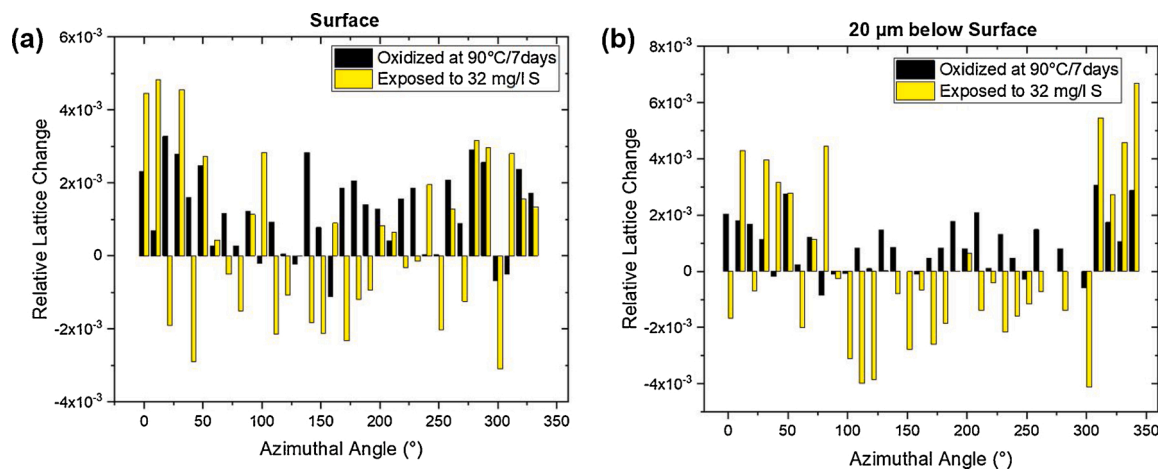 (a)
Surface
Oxidized at 90°C/7days
Exposed to 32 mg/l S
Relative Lattice Change
6x10⁻³
4x10⁻³
2x10⁻³
0
-2x10⁻³
-4x10⁻³
0 50 100 150 200 250 300 350
Azimuthal Angle (°)
(b)
20 µm below Surface
Oxidized at 90°C/7days
Exposed to 32 mg/l S
Relative Lattice Change
8x10⁻³
6x10⁻³
4x10⁻³
2x10⁻³
0
-2x10⁻³
-4x10⁻³
0 50 100 150 200 250 300 350
Azimuthal Angle (°)